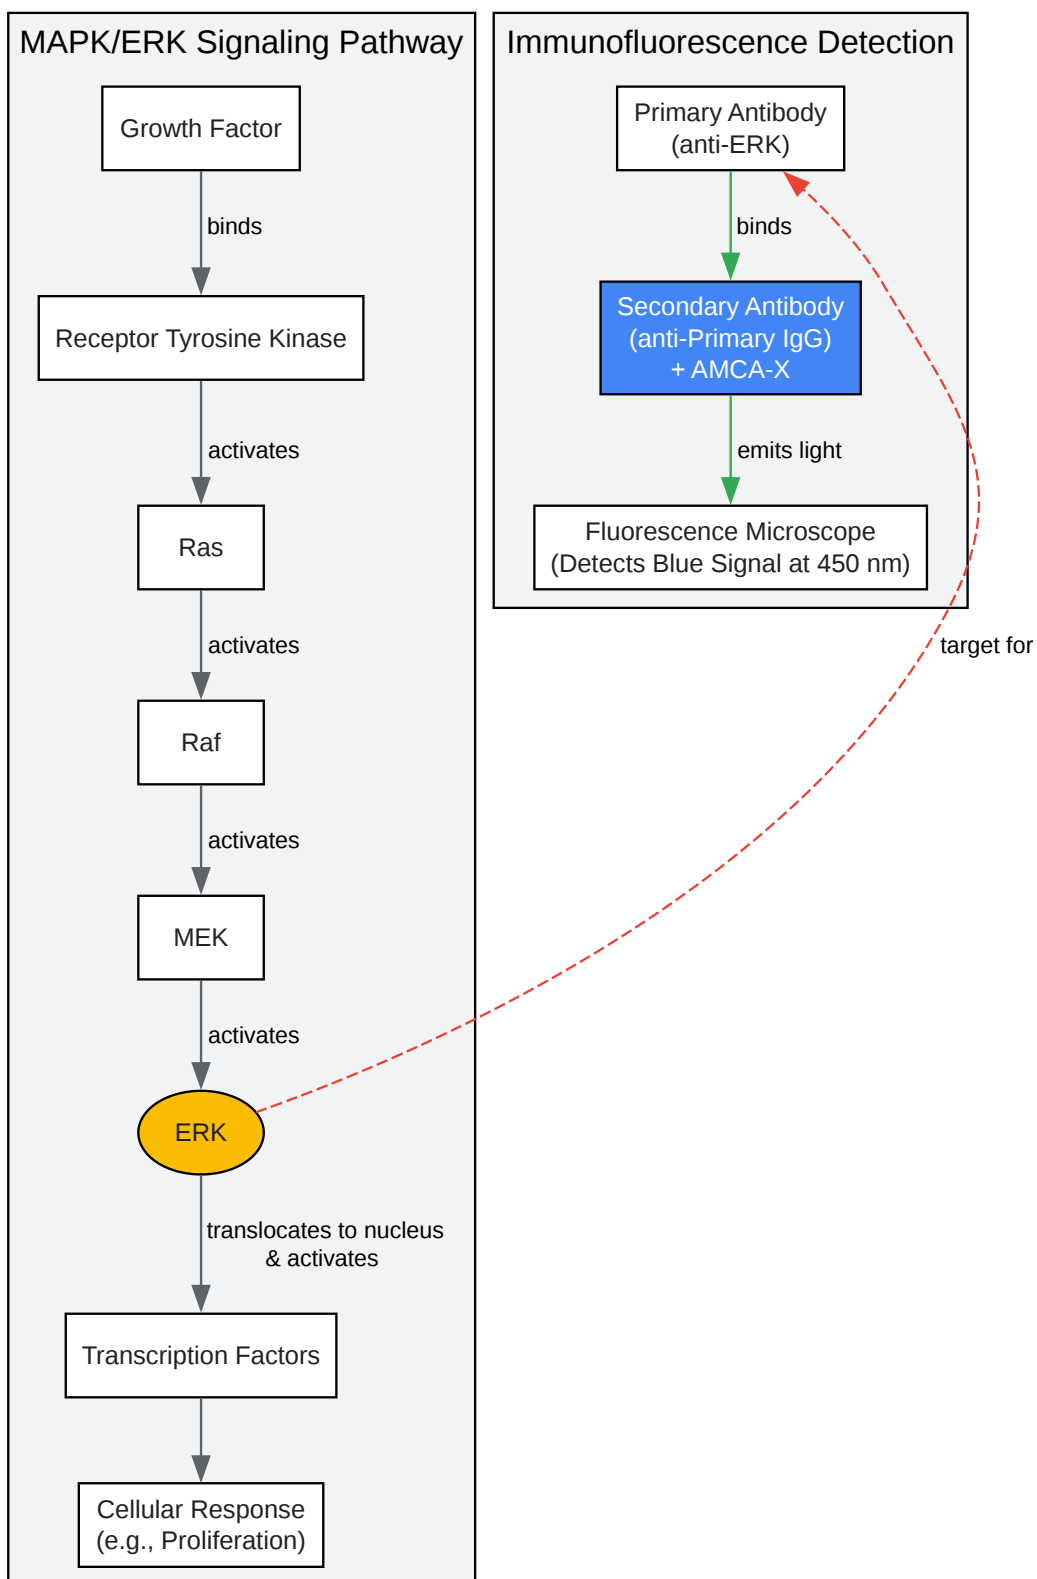 MAPK/ERK Signaling Pathway
Growth Factor
binds
Receptor Tyrosine Kinase
activates
Ras
activates
Raf
activates
MEK
activates
ERK
translocates to nucleus
& activates
Transcription Factors
Cellular Response
(e.g., Proliferation)
Immunofluorescence Detection
Primary Antibody
(anti-ERK)
binds
Secondary Antibody
(anti-Primary IgG)
+ AMCA-X
emits light
Fluorescence Microscope
(Detects Blue Signal at 450 nm)
target for